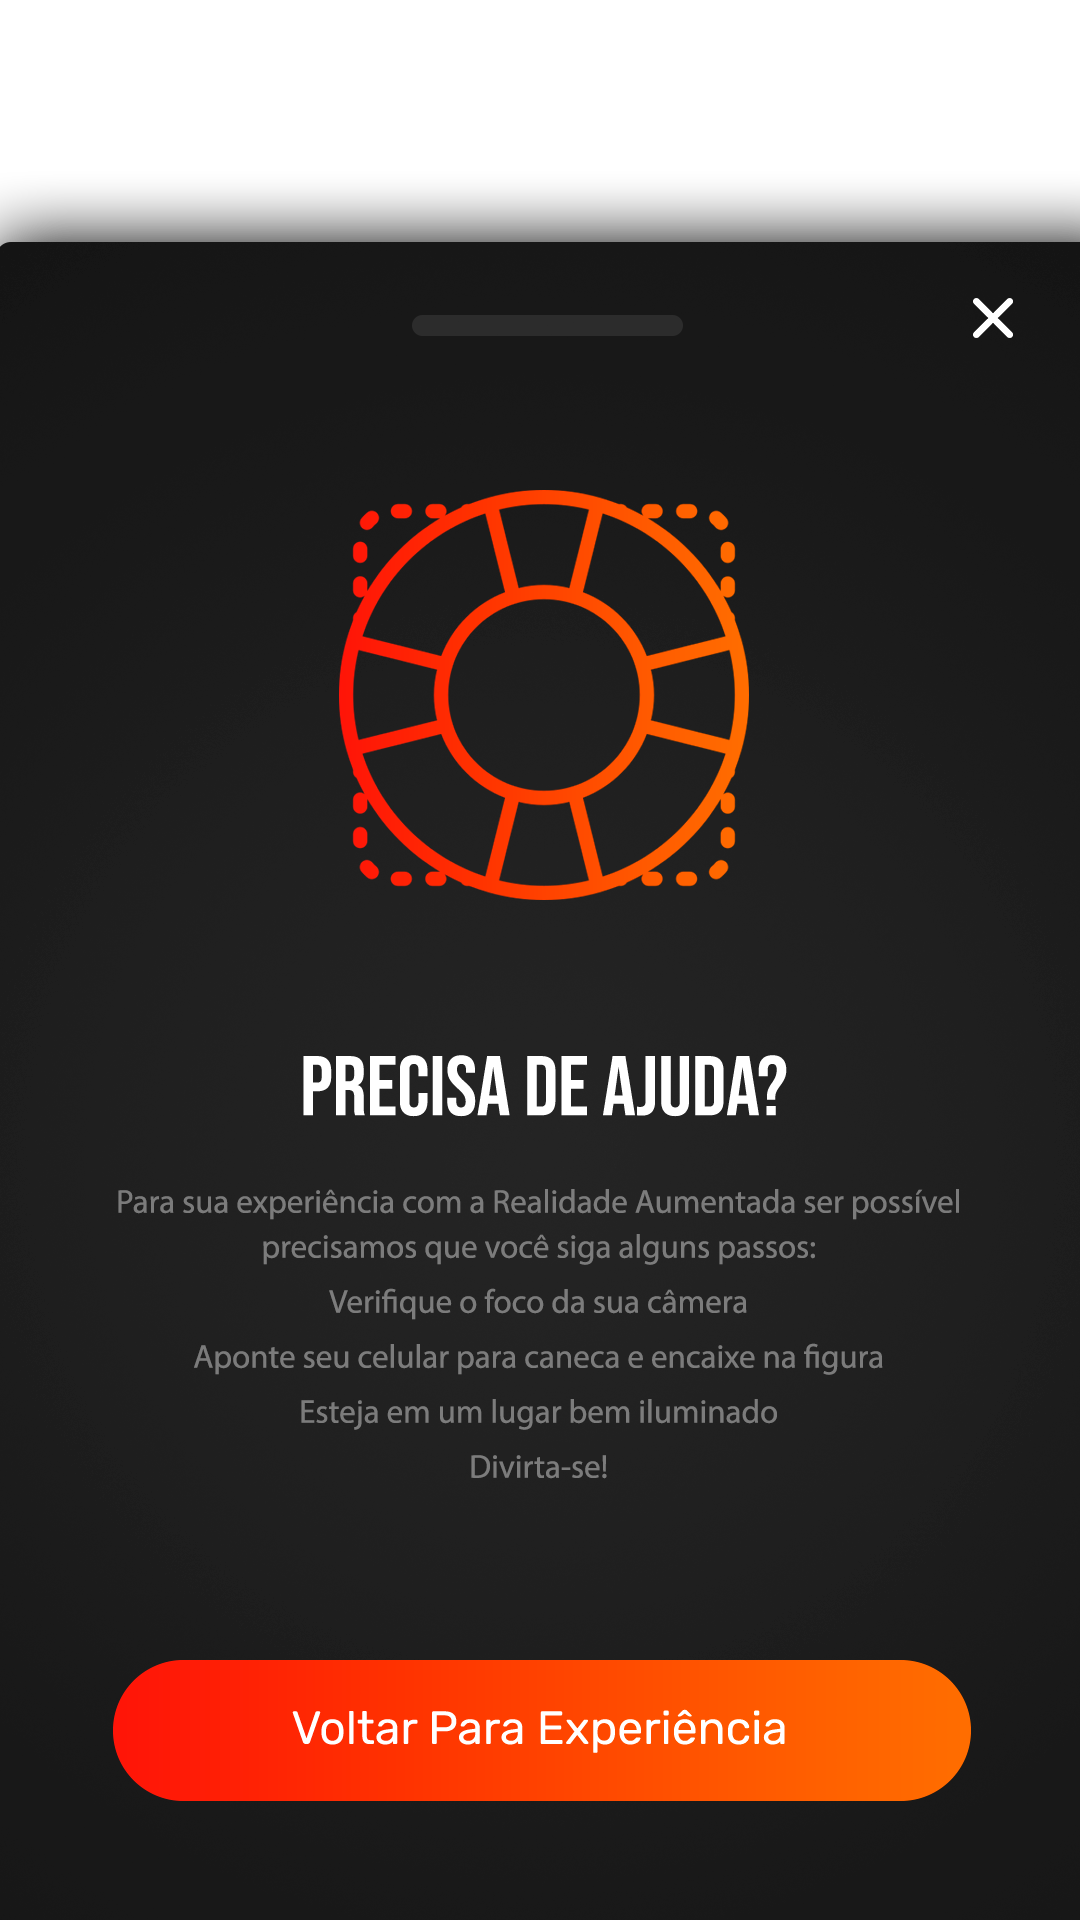 PRECISA DE AJUDA?
Para sua experiência com a Realidade Aumentada ser possível
precisamos que você siga alguns passos:
Verifique o foco da sua câmera
Aponte seu celular para caneca e encaixe na figura
Esteja em um lugar bem iluminado
Divirta-se!
Voltar Para Experiência